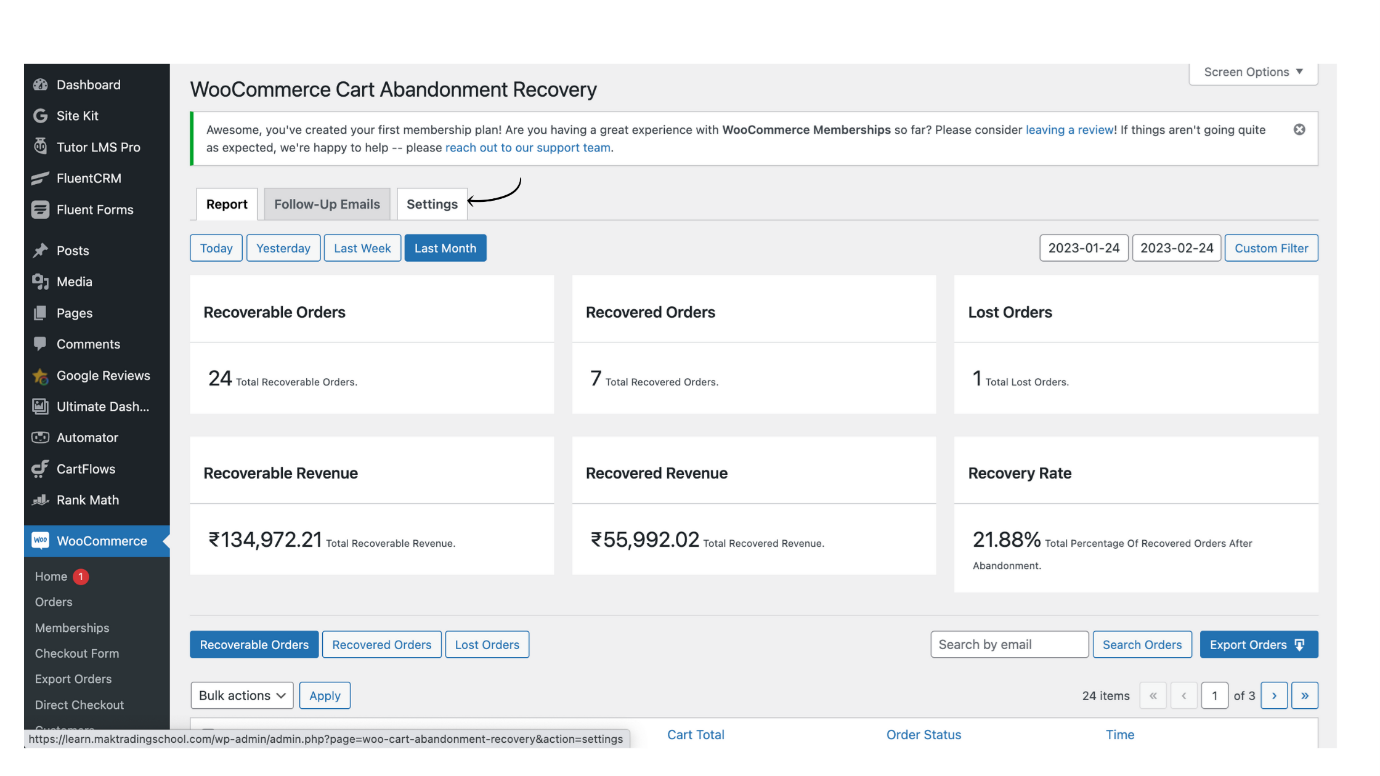 Dashboard
Site Kit
Tutor LMS Pro
FluentCRM
Fluent Forms
Posts
Media
Pages
Comments
Google Reviews
Ultimate Dash...
Automator
CartFlows
Rank Math
Woo WooCommerce
Home 1
Orders
Memberships
Checkout Form
Export Orders
Direct Checkout
Customers
Screen Options
WooCommerce Cart Abandonment Recovery
Awesome, you've created your first membership plan! Are you having a great experience with WooCommerce Memberships so far? Please consider leaving a review! If things aren't going quite
as expected, we're happy to help -- please reach out to our support team.
Report Follow-Up Emails Settings
Today Yesterday Last Week Last Month 2023-01-24 2023-02-24 Custom Filter
Recoverable Orders
24 Total Recoverable Orders.
Recovered Orders
7 Total Recovered Orders.
Lost Orders
1 Total Lost Orders.
Recoverable Revenue
₹134,972.21 Total Recoverable Revenue.
Recovered Revenue
₹55,992.02 Total Recovered Revenue.
Recovery Rate
21.88% Total Percentage Of Recovered Orders After
Abandonment.
Recoverable Orders Recovered Orders Lost Orders Search by email Search Orders Export Orders
Bulk actions Apply 24 items « ‹ 1 of 3 › »
Cart Total Order Status Time
https://learn.maktradingschool.com/wp-admin/admin.php?page=woo-cart-abandonment-recovery&action=settings